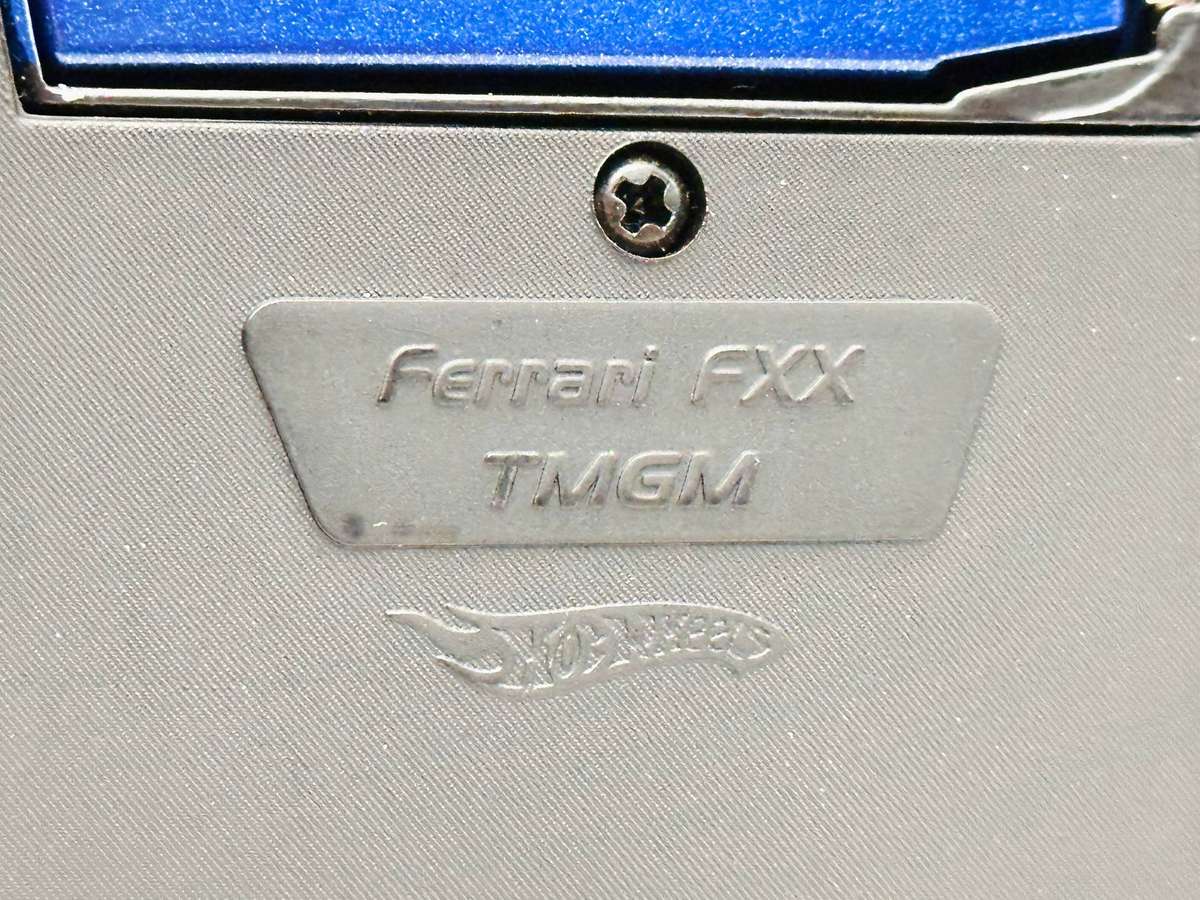 Ferrari FXX
TMGM
Hot Wheels